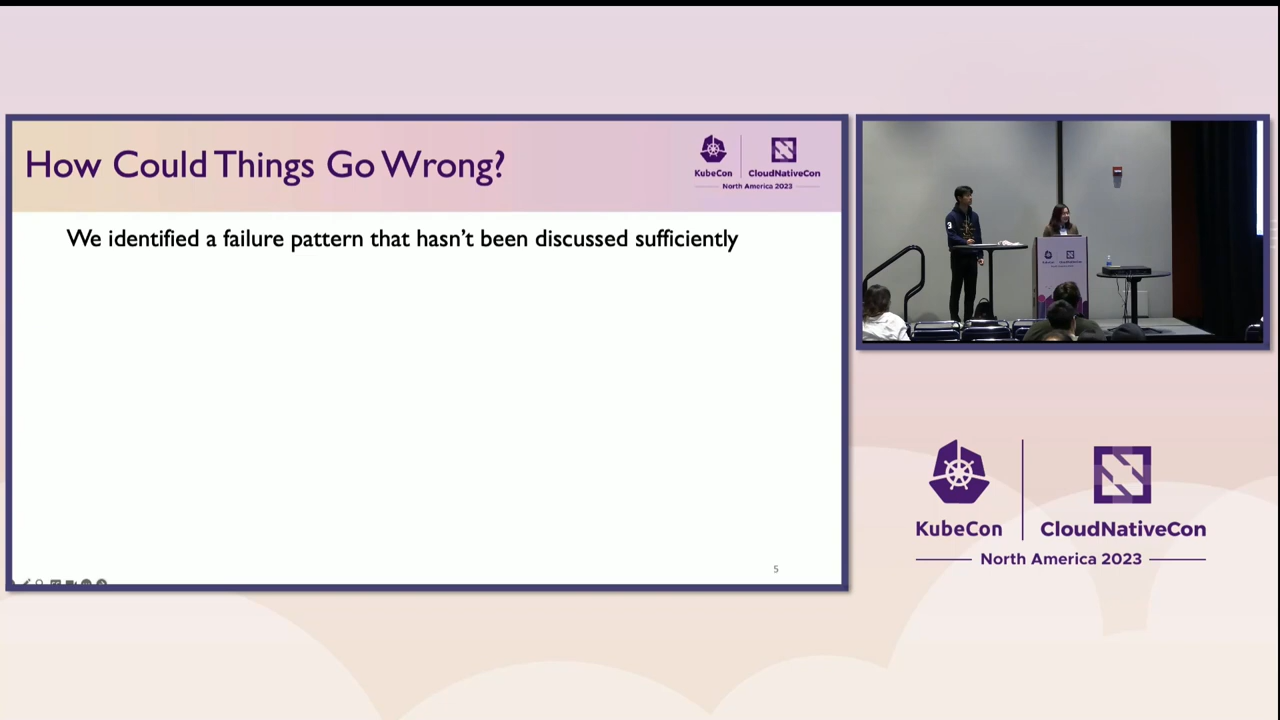 How Could Things Go Wrong?
KubeCon
CloudNativeCon
North America 2023
We identified a failure pattern that hasn't been discussed sufficiently
5
3
KubeCon
CloudNativeCon
North America 2023